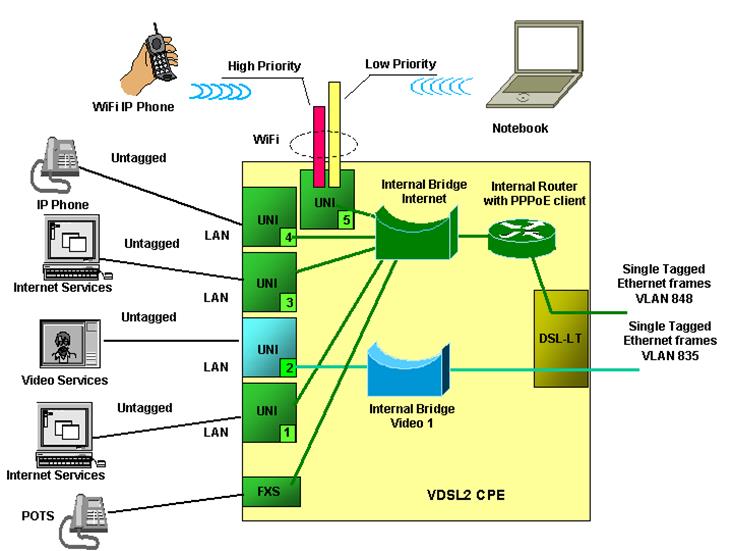 High Priority
Low Priority
WiFi IP Phone
Notebook
WiFi
Untagged
IP Phone
LAN
UNI
4
UNI
5
Internal Bridge
Internet
Internal Router
with PPPoE client
Untagged
Internet Services
LAN
UNI
3
Single Tagged
Ethernet frames
VLAN 848
Untagged
Video Services
LAN
UNI
2
DSL-LT
Single Tagged
Ethernet frames
VLAN 835
Internal Bridge
Video 1
Untagged
Internet Services
LAN
UNI
1
POTS
FXS
VDSL2 CPE